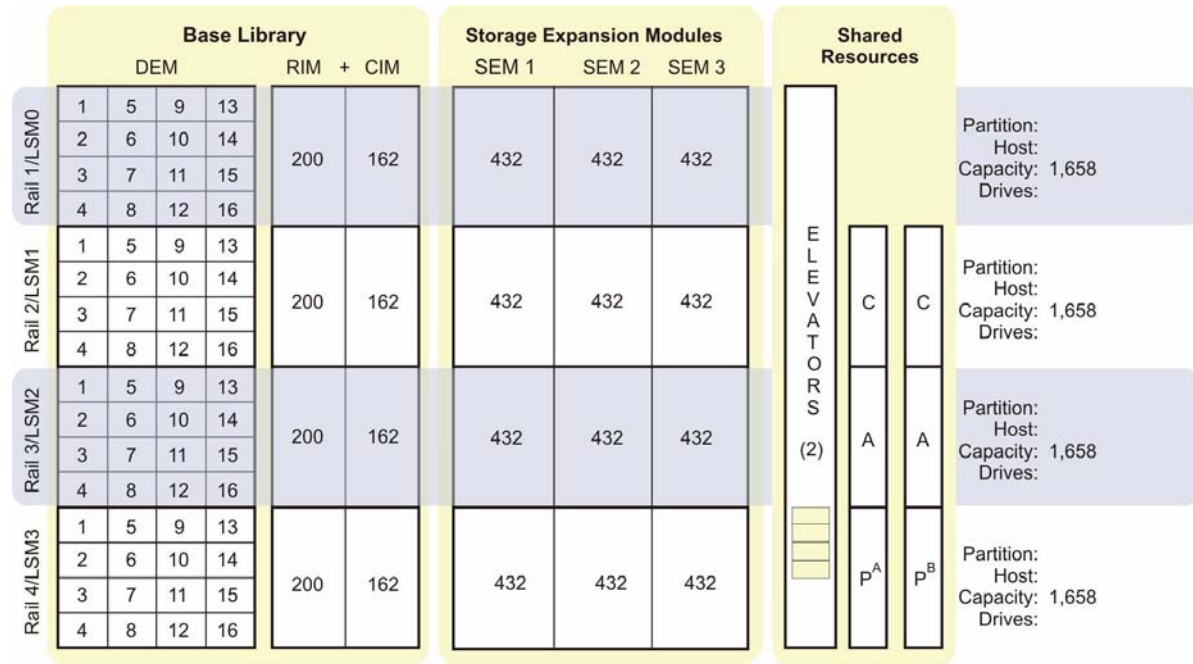 Base Library
Storage Expansion Modules
Shared
Resources
DEM RIM + CIM
SEM 1 SEM 2 SEM 3
Rail 1/LSM0
1 5 9 13
2 6 10 14
3 7 11 15
4 8 12 16
200 162
432 432 432
Partition:
Host:
Capacity: 1,658
Drives:
Rail 2/LSM1
1 5 9 13
2 6 10 14
3 7 11 15
4 8 12 16
200 162
432 432 432
ELEVATORS
(2)
C C
Partition:
Host:
Capacity: 1,658
Drives:
Rail 3/LSM2
1 5 9 13
2 6 10 14
3 7 11 15
4 8 12 16
200 162
432 432 432
A A
Partition:
Host:
Capacity: 1,658
Drives:
Rail 4/LSM3
1 5 9 13
2 6 10 14
3 7 11 15
4 8 12 16
200 162
432 432 432
P^A P^B
Partition:
Host:
Capacity: 1,658
Drives: